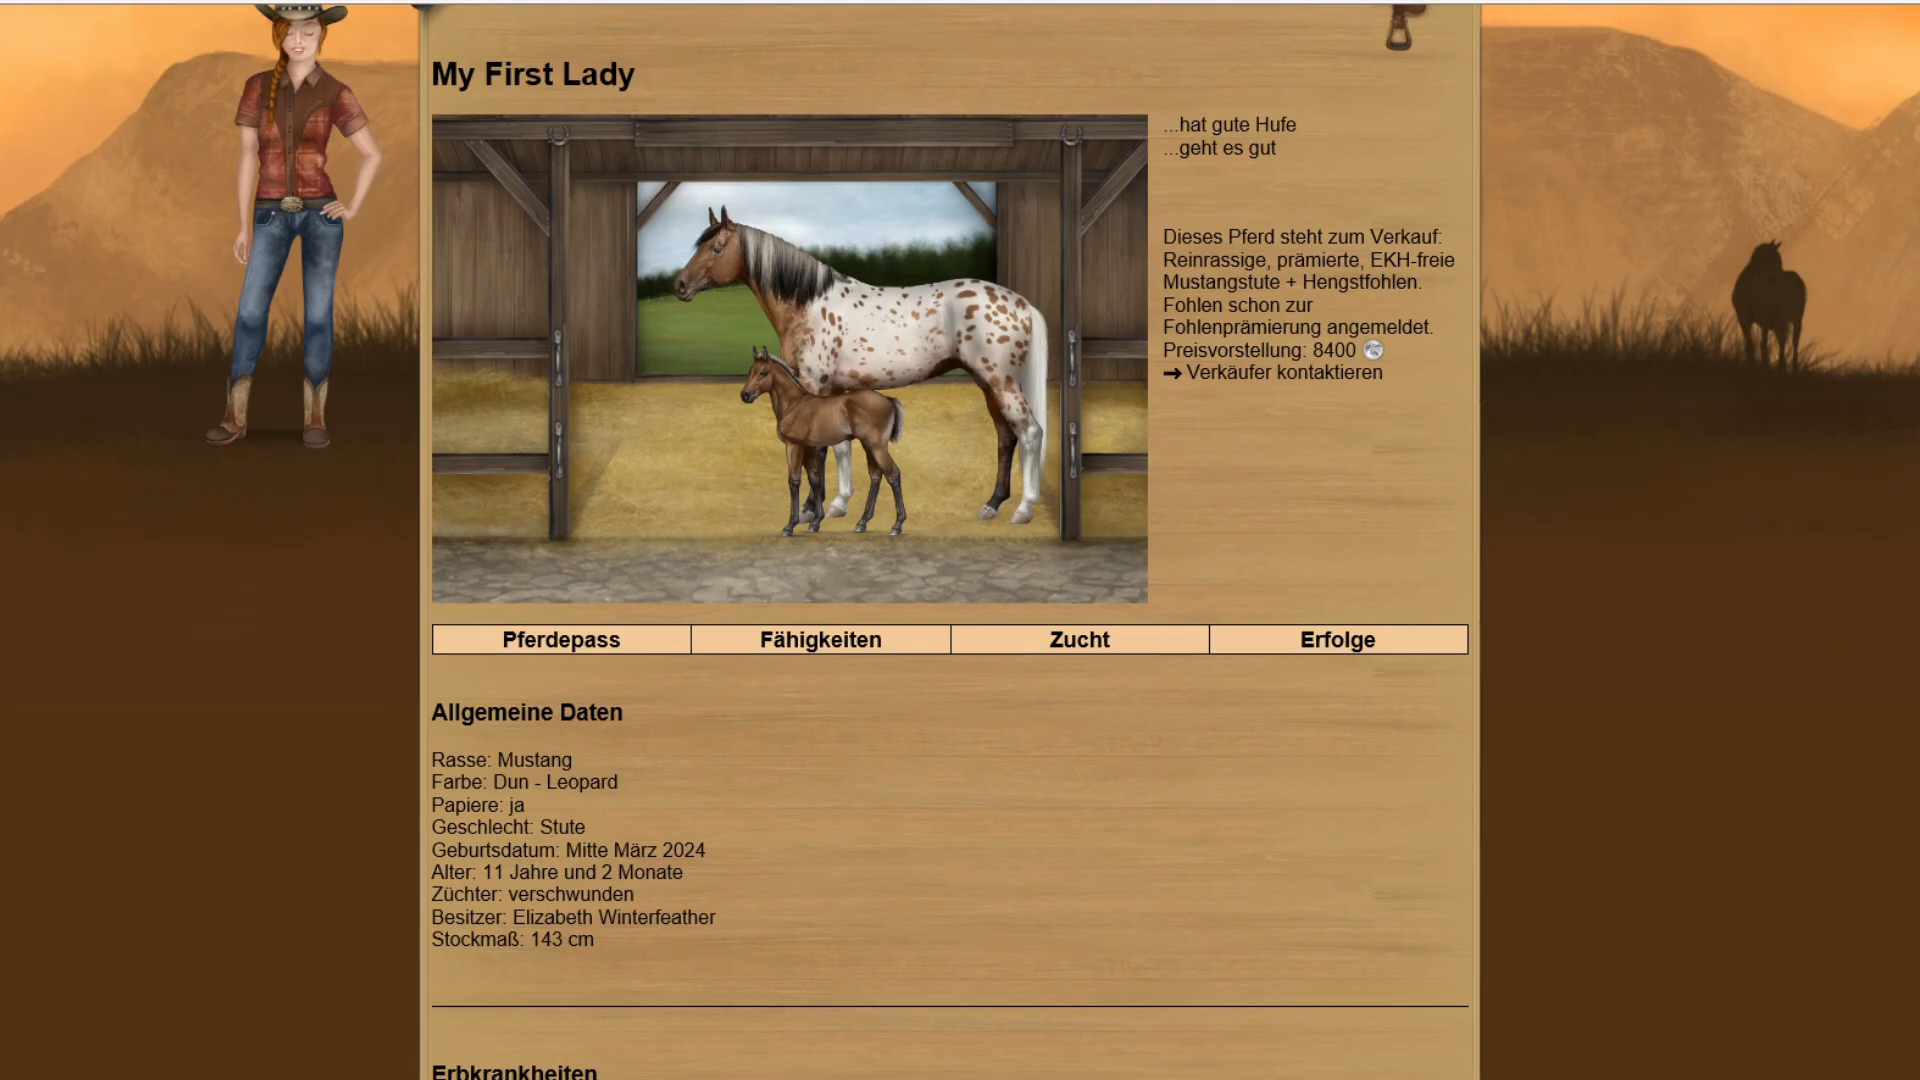 My First Lady
...hat gute Hufe
...geht es gut
Dieses Pferd steht zum Verkauf:
Reinrassige, prämierte, EKH-freie
Mustangstute + Hengstfohlen.
Fohlen schon zur
Fohlenprämierung angemeldet.
Preisvorstellung: 8400
➞ Verkäufer kontaktieren
Pferdepass Fähigkeiten Zucht Erfolge
Allgemeine Daten
Rasse: Mustang
Farbe: Dun - Leopard
Papiere: ja
Geschlecht: Stute
Geburtsdatum: Mitte März 2024
Alter: 11 Jahre und 2 Monate
Züchter: verschwunden
Besitzer: Elizabeth Winterfeather
Stockmaß: 143 cm
Erbkrankheiten